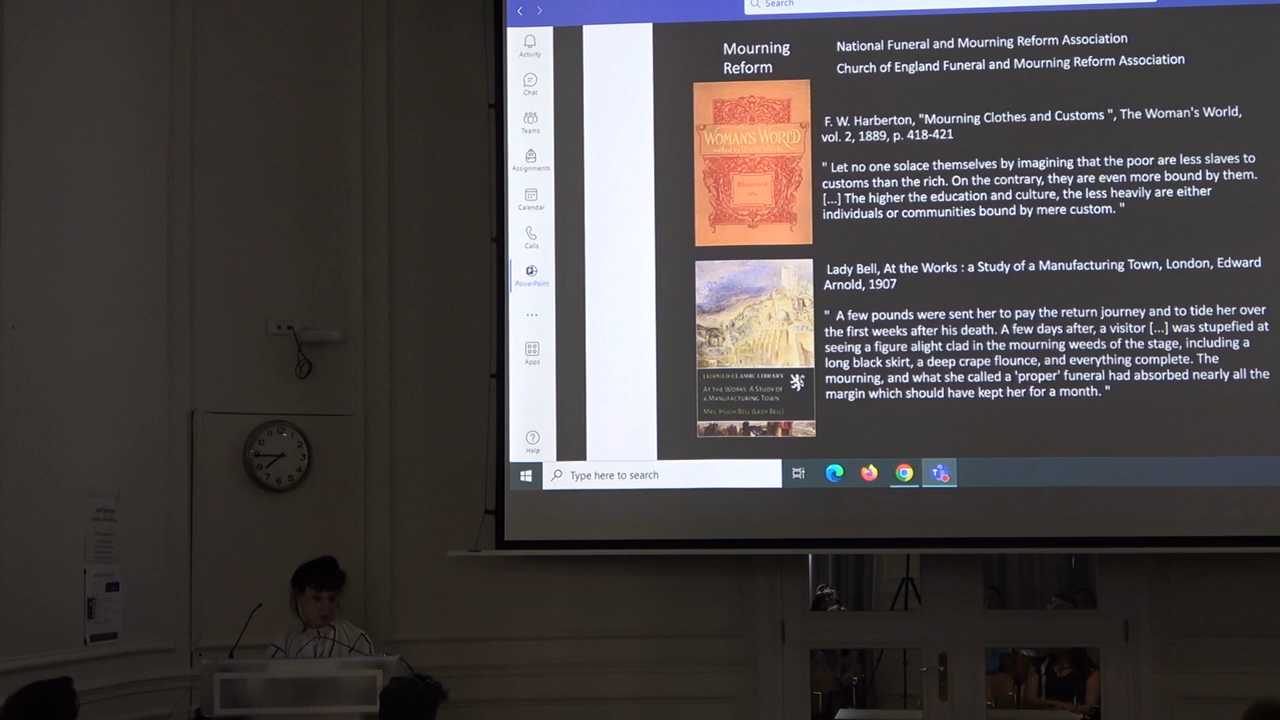 Search
Activity
Chat
Teams
Assignments
Calendar
Calls
PowerPoint
...
Apps
Help
Mourning
Reform
National Funeral and Mourning Reform Association
Church of England Funeral and Mourning Reform Association
WOMAN'S WORLD
F. W. Harberton, "Mourning Clothes and Customs ", The Woman's World,
vol. 2, 1889, p. 418-421
" Let no one solace themselves by imagining that the poor are less slaves to
customs than the rich. On the contrary, they are even more bound by them.
[...] The higher the education and culture, the less heavily are either
individuals or communities bound by mere custom. "
Lady Bell, At the Works : a Study of a Manufacturing Town, London, Edward
Arnold, 1907
" A few pounds were sent her to pay the return journey and to tide her over
the first weeks after his death. A few days after, a visitor [...] was stupefied at
seeing a figure alight clad in the mourning weeds of the stage, including a
long black skirt, a deep crape flounce, and everything complete. The
mourning, and what she called a 'proper' funeral had absorbed nearly all the
margin which should have kept her for a month. "
LEOPOLD CLASSIC LIBRARY
AT THE WORKS: A STUDY OF
A MANUFACTURING TOWN
MRS. HUGH BELL (LADY BELL)
Type here to search